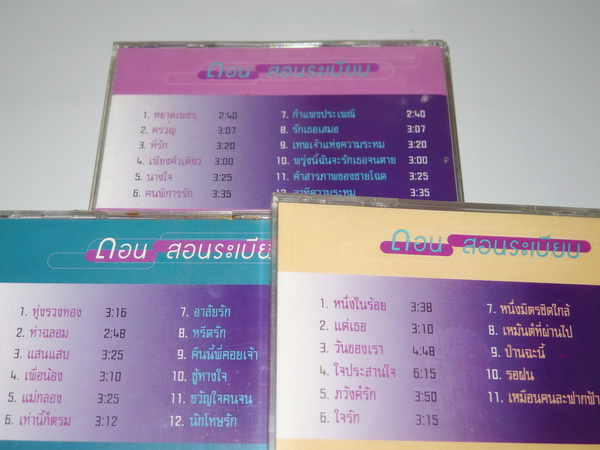 ดอน สอนระเบียบ
1. หยาดเพชร 2:40
2. ครวญ 3:07
3. ที่รัก 3:20
4. เพียงคำเดียว 3:00
5. นางใจ 3:25
6. คนพิการรัก 3:35
7. กำแพงประเพณี 2:40
8. รักเธอเสมอ 3:07
9. เทพเจ้าแห่งความระทม 3:20
10. พรุ่งนี้ฉันจะรักเธอจนตาย 3:00
11. คำสารภาพของชายโฉด 3:25
12. ลาทีความระทม 3:35
ดอน สอนระเบีย
1. ทุ่งรวงทอง 3:16
2. ท่าฉลอม 2:48
3. แสนแสบ 3:25
4. เพื่อน้อง 3:10
5. แม่กลอง 3:25
6. เท่านี้ก็ตรม 3:12
7. อาลัยรัก
8. หรีดรัก
9. คืนนี้พี่คอยเจ้า
10. ชู้ทางใจ
11. ขวัญใจคนจน
12. นักโทษรัก
ดอน สอนระเบียบ
1. หนึ่งในร้อย 3:38
2. แด่เธอ 3:10
3. วันของเรา 4:48
4. ใจประสานใจ 6:15
5. ภวังค์รัก 3:50
6. ใจรัก 3:15
7. หนึ่งมิตรชิดใกล้
8. เหมันต์ที่ผ่านไป
9. ป่านฉะนี้
10. รอฝน
11. เหมือนคนละฟากฟ้า